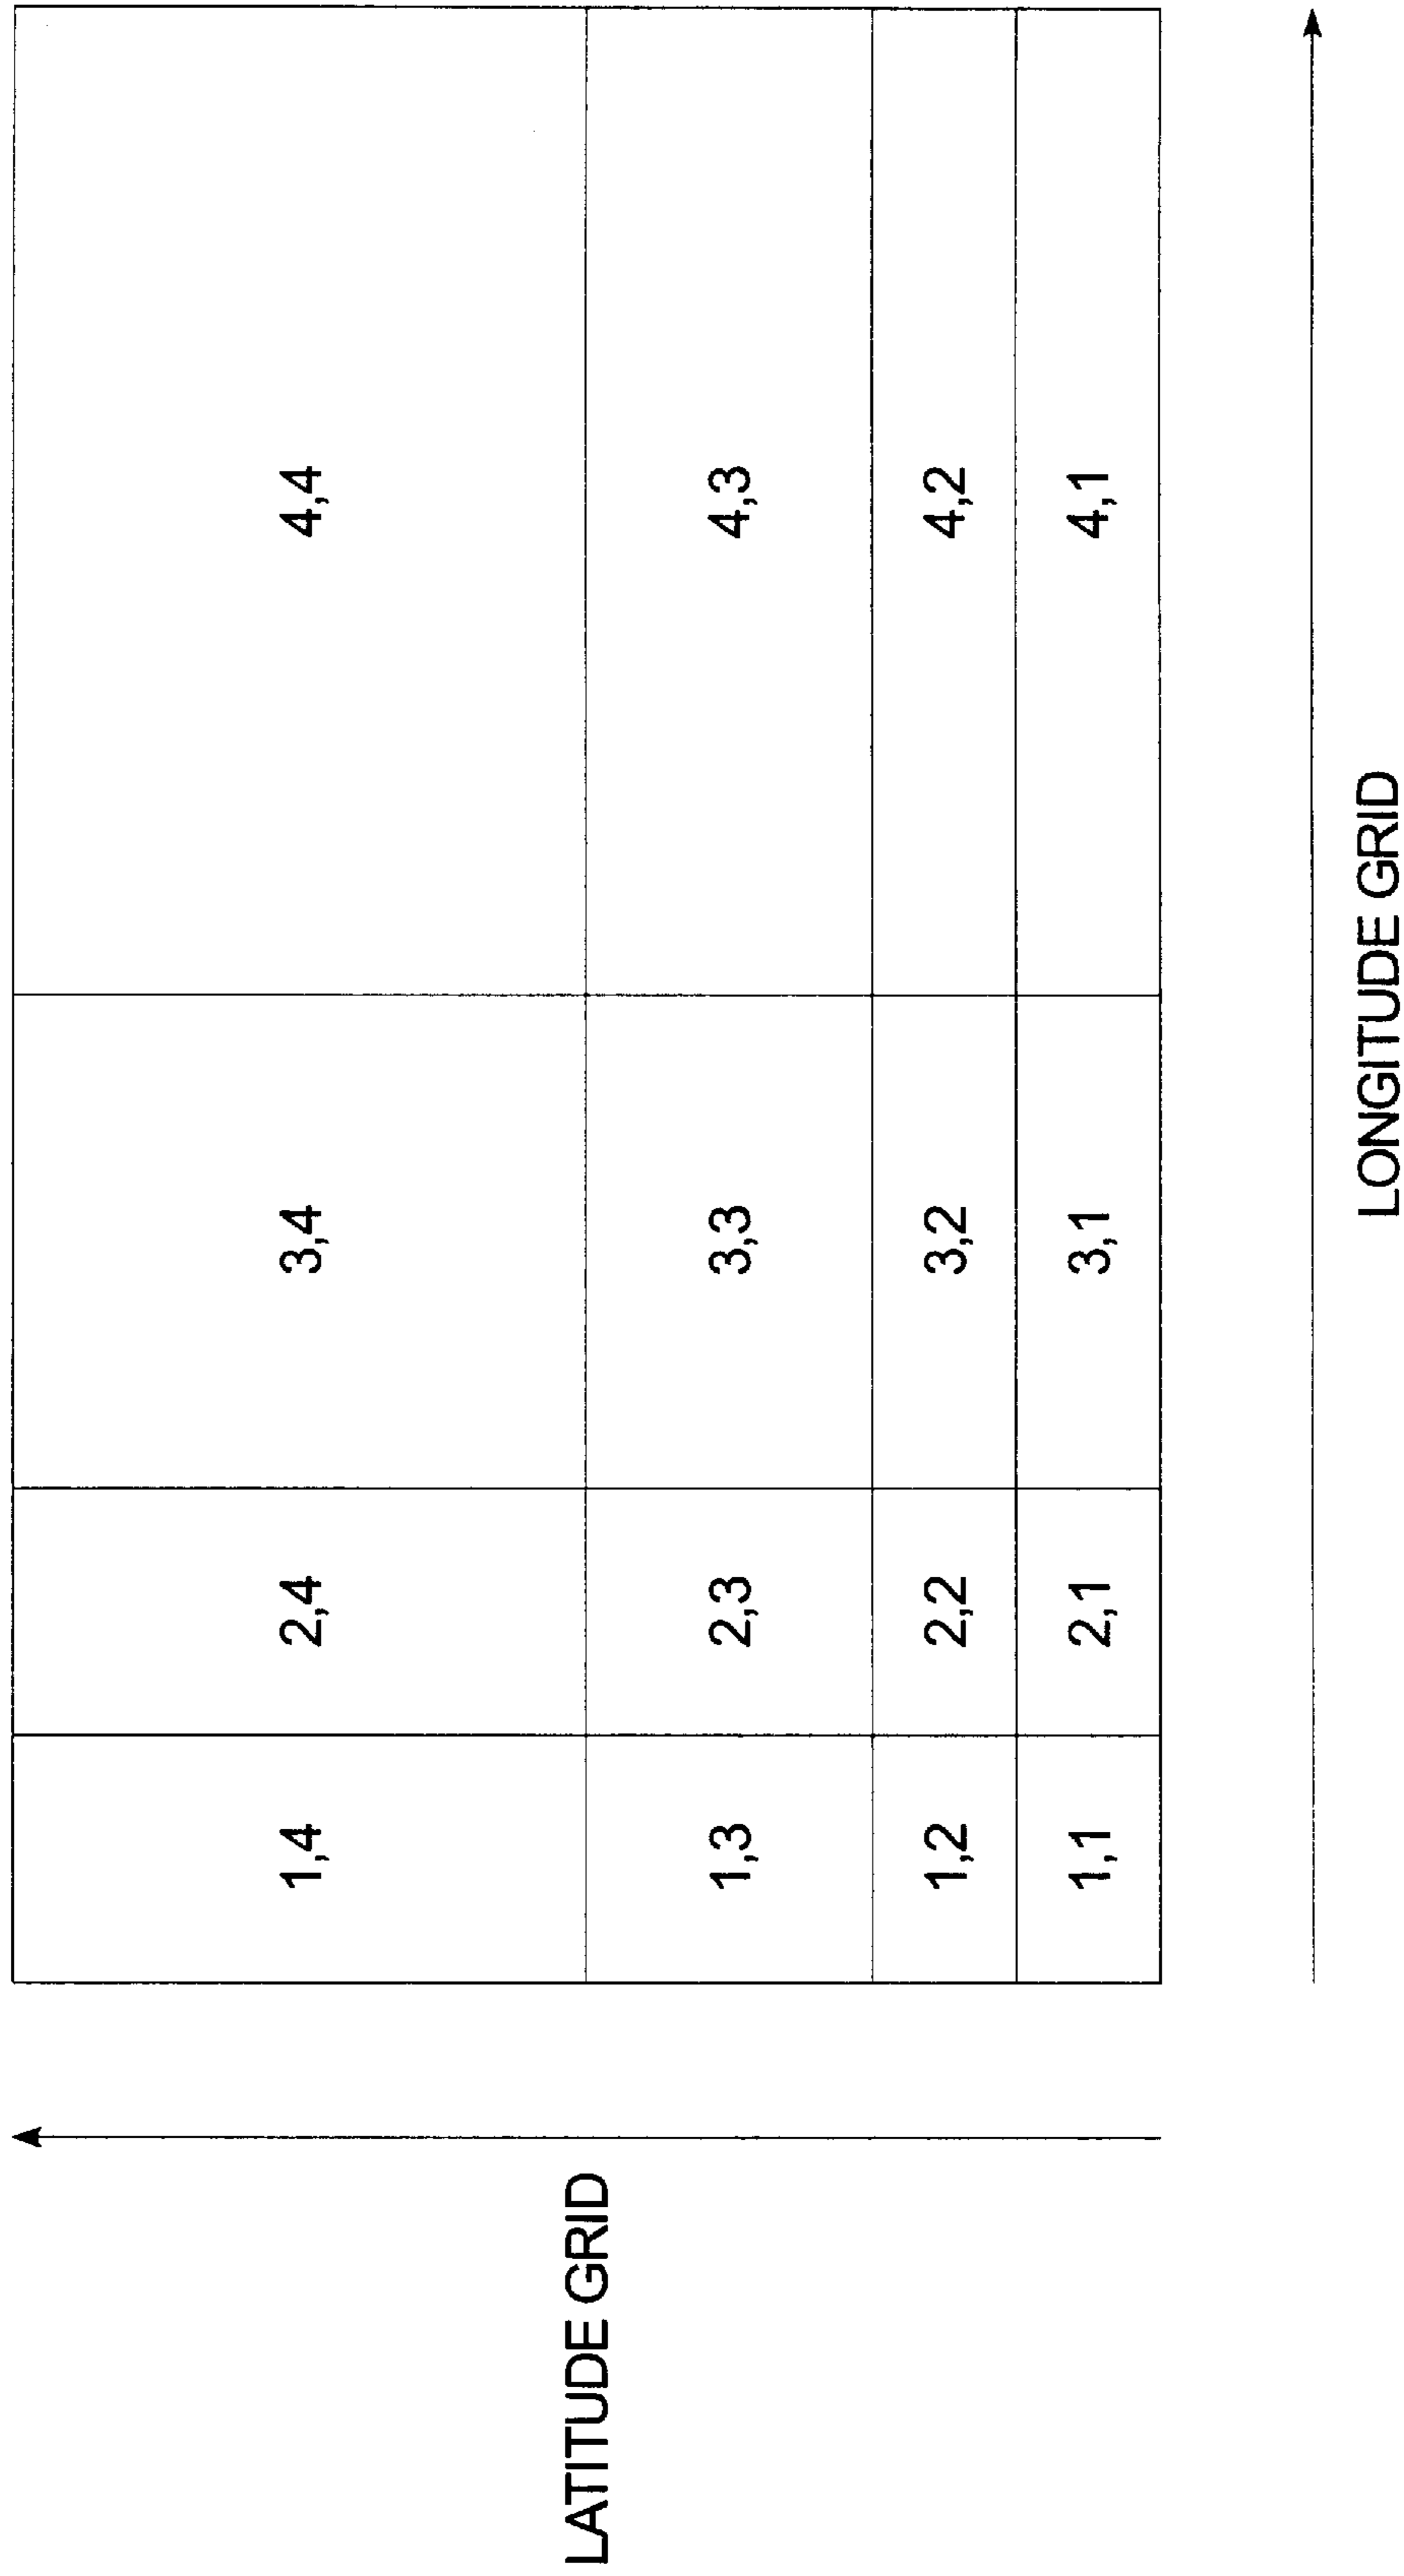 LATITUDE GRID
1,4 2,4 3,4 4,4
1,3 2,3 3,3 4,3
1,2 2,2 3,2 4,2
1,1 2,1 3,1 4,1
LONGITUDE GRID